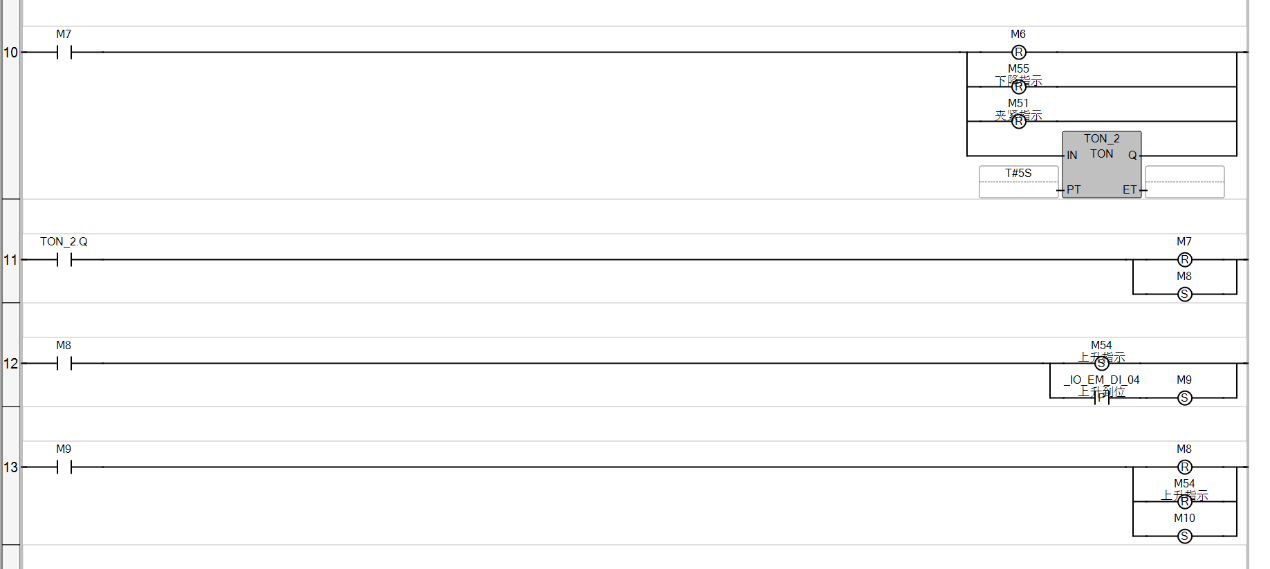 M7
M6
10
R
M55
下降指示
R
M51
夹紧指示
R
TON_2
IN TON Q
T#5S
PT ET
TON_2.Q
M7
11
R
M8
S
M8
M54
12
上升指示
S
_IO_EM_DI_04 M9
上升到位
P
S
M9
M8
13
R
M54
上升指示
R
M10
S